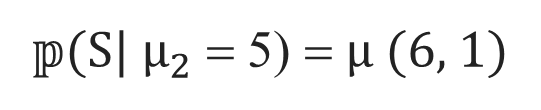 ℙ(S| μ₂ = 5) = μ (6, 1)